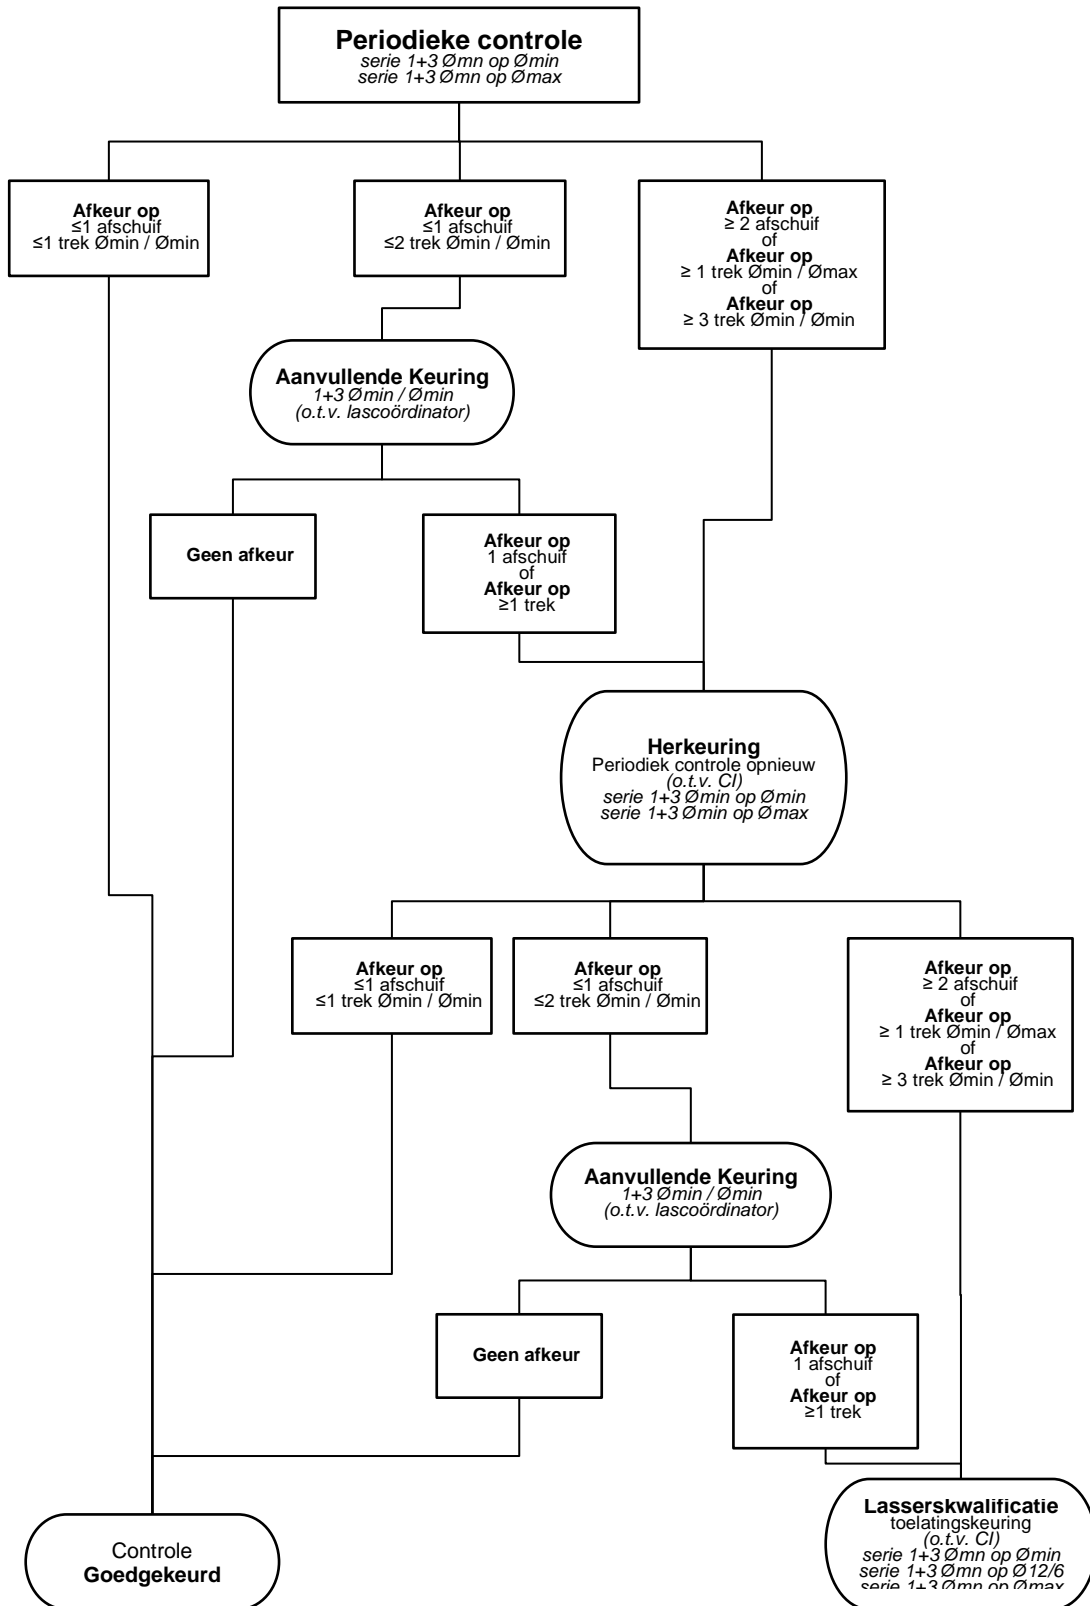 Periodieke controle
serie 1+3 Ømn op Ømin
serie 1+3 Ømn op Ømax
Afkeur op
≤1 afschuif
≤1 trek Ømin / Ømin
Afkeur op
≤1 afschuif
≤2 trek Ømin / Ømin
Afkeur op
≥ 2 afschuif
of
Afkeur op
≥ 1 trek Ømin / Ømax
of
Afkeur op
≥ 3 trek Ømin / Ømin
Aanvullende Keuring
1+3 Ømin / Ømin
(o.t.v. lascoördinator)
Geen afkeur
Afkeur op
1 afschuif
of
Afkeur op
≥1 trek
Herkeuring
Periodiek controle opnieuw
(o.t.v. CI)
serie 1+3 Ømin op Ømin
serie 1+3 Ømin op Ømax
Afkeur op
≤1 afschuif
≤1 trek Ømin / Ømin
Afkeur op
≤1 afschuif
≤2 trek Ømin / Ømin
Afkeur op
≥ 2 afschuif
of
Afkeur op
≥ 1 trek Ømin / Ømax
of
Afkeur op
≥ 3 trek Ømin / Ømin
Aanvullende Keuring
1+3 Ømin / Ømin
(o.t.v. lascoördinator)
Geen afkeur
Afkeur op
1 afschuif
of
Afkeur op
≥1 trek
Controle
Goedgekeurd
Lasserskwalificatie
toelatingskeuring
(o.t.v. CI)
serie 1+3 Ømn op Ømin
serie 1+3 Ømn op Ø12/6
serie 1+3 Ømn op Ømax